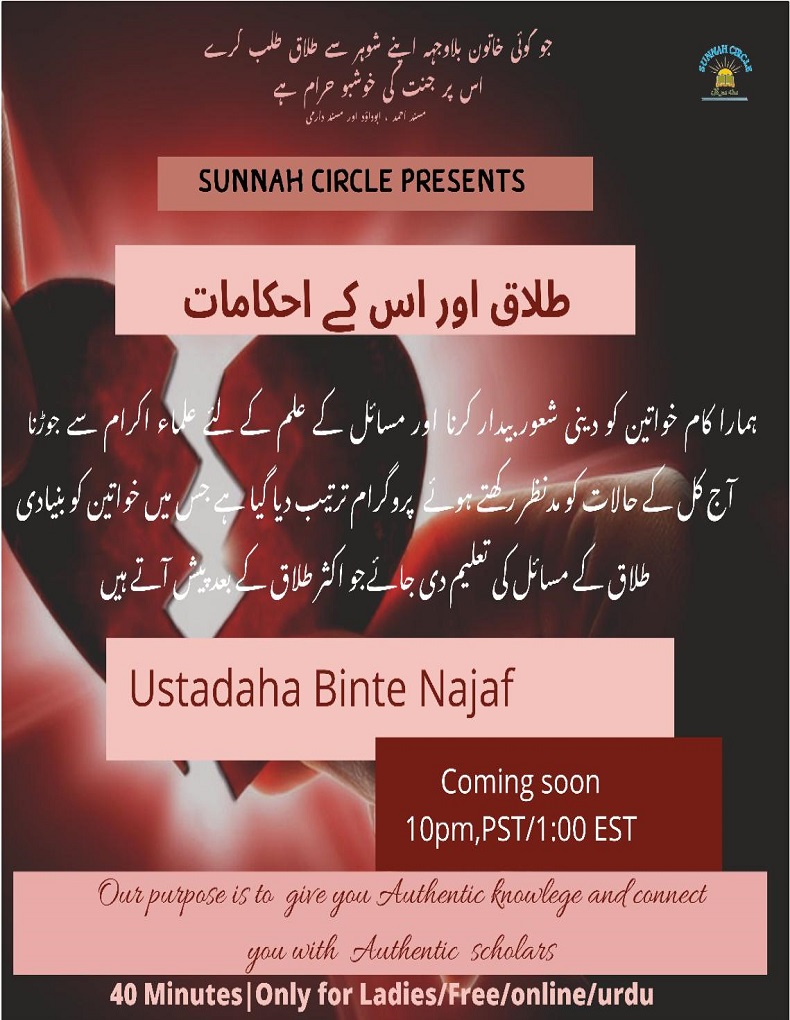 جو کوئی خاتون بلاوجہہ اپنے شوہر سے طلاق طلب کرے
اس پر جنت کی خوشبو حرام ہے
مسند احمد ، ابوداؤد اور مسند دارمی
SUNNAH CIRCLE
SUNNAH CIRCLE PRESENTS
طلاق اور اس کے احکامات
ہمارا کام خواتین کو دینی شعور بیدار کرنا اور مسائل کے علم کے لئے علماء اکرام سے جوڑنا
آج کل کے حالات کو مدنظر رکھتے ہوئے پروگرام ترتیب دیا گیا ہے جس میں خواتین کو بنیادی
طلاق کے مسائل کی تعلیم دی جائے جو اکثر طلاق کے بعد پیش آتے ہیں
Ustadaha Binte Najaf
Coming soon
10pm,PST/1:00 EST
Our purpose is to give you Authentic knowlege and connect
you with Authentic scholars
40 Minutes|Only for Ladies/Free/online/urdu